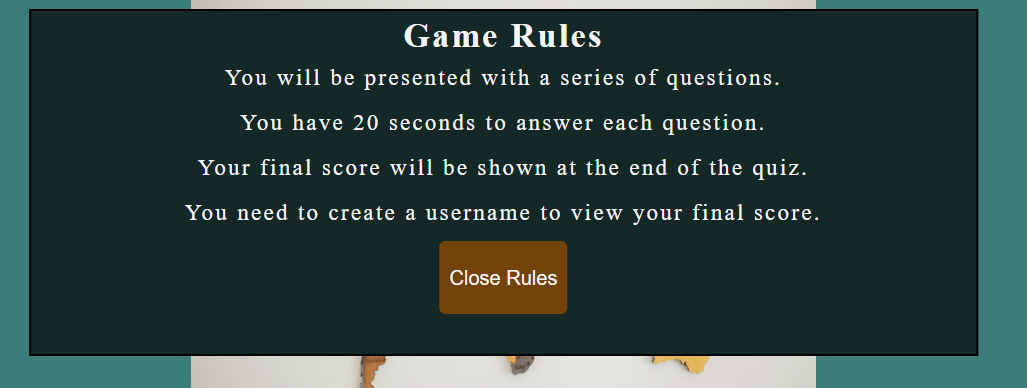 Game Rules
You will be presented with a series of questions.
You have 20 seconds to answer each question.
Your final score will be shown at the end of the quiz.
You need to create a username to view your final score.
Close Rules